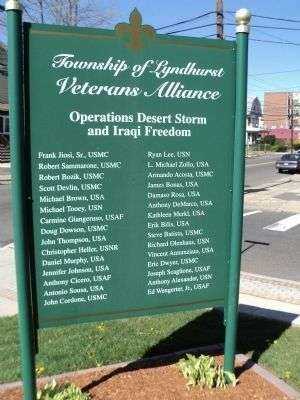 Township of Lyndhurst
Veterans Alliance
Operations Desert Storm
and Iraqi Freedom
Frank Jiosi, Sr., USMC
Robert Sammarone, USMC
Robert Bozik, USMC
Scott Devlin, USMC
Michael Brown, USA
Michael Tooey, USN
Carmine Giangeruso, USAF
Doug Dowson, USMC
John Thompson, USA
Christopher Heller, USNR
Daniel Murphy, USA
Jennifer Johnson, USA
Anthony Cicero, USAF
Antonio Sousa, USA
John Cordone, USMC
Ryan Lee, USN
L. Michael Zollo, USA
Armando Acosta, USMC
James Bonas, USA
Damaso Rosa, USA
Anthony DeMarco, USA
Kathleen Merkl, USA
Erik Bilis, USA
Steve Batista, USMC
Richard Olenhaus, USN
Vincent Annunziata, USA
Eric Dwyer, USMC
Joseph Scaglione, USAF
Anthony Alexander, USN
Ed Wengerter, Jr., USAF